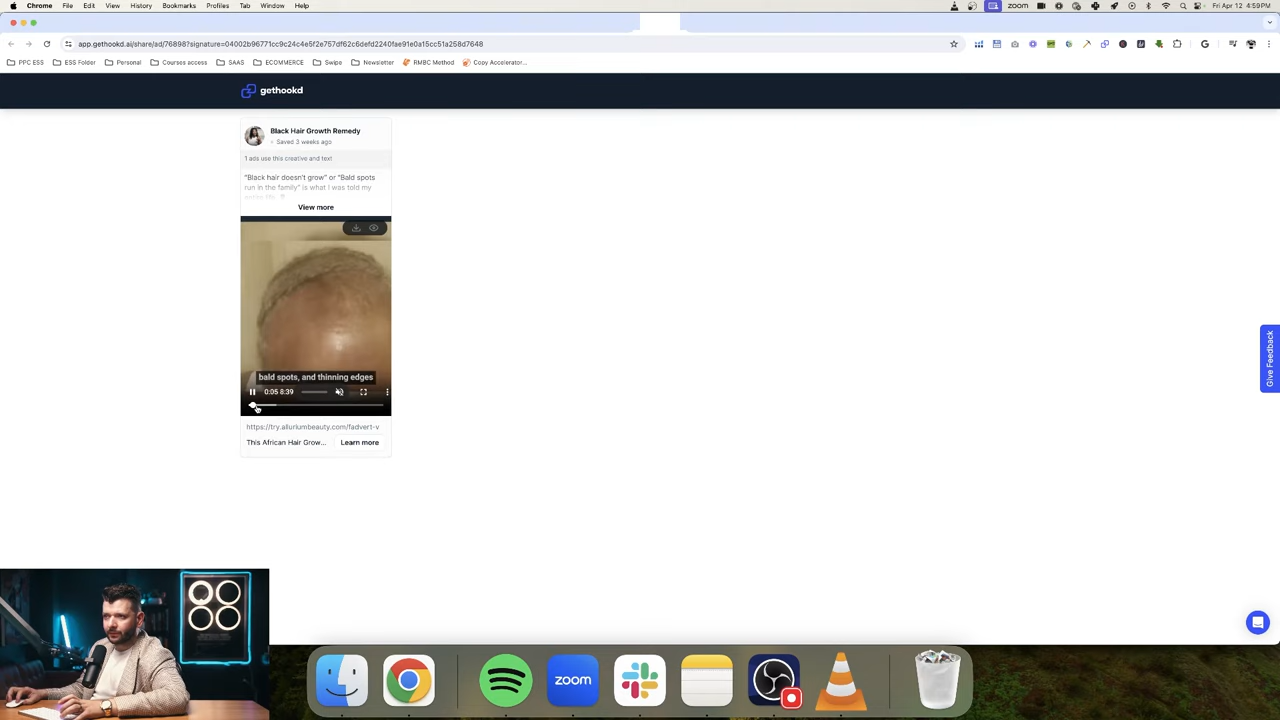 Chrome File Edit View History Bookmarks Profiles Tab Window Help
zoom
Fri Apr 12 4:59PM
app.gethookd.ai/share/ad/76898?signature=04002b96771cc9c24c4e5f2e757df62c6defd2240fae91e0a15cc51a258d7648
PPC ESS ESS Folder Personal Courses access SAAS ECOMMERCE Swipe Newsletter RMBC Method Copy Accelerator...
gethookd
Black Hair Growth Remedy
Saved 3 weeks ago
1 ads use this creative and text
"Black hair doesn't grow" or "Bald spots
run in the family" is what I was told my
View more
bald spots, and thinning edges
0:05 8:39
https://try.alluriumbeauty.com/fadvert-v
This African Hair Grow... Learn more
Give Feedback
zoom